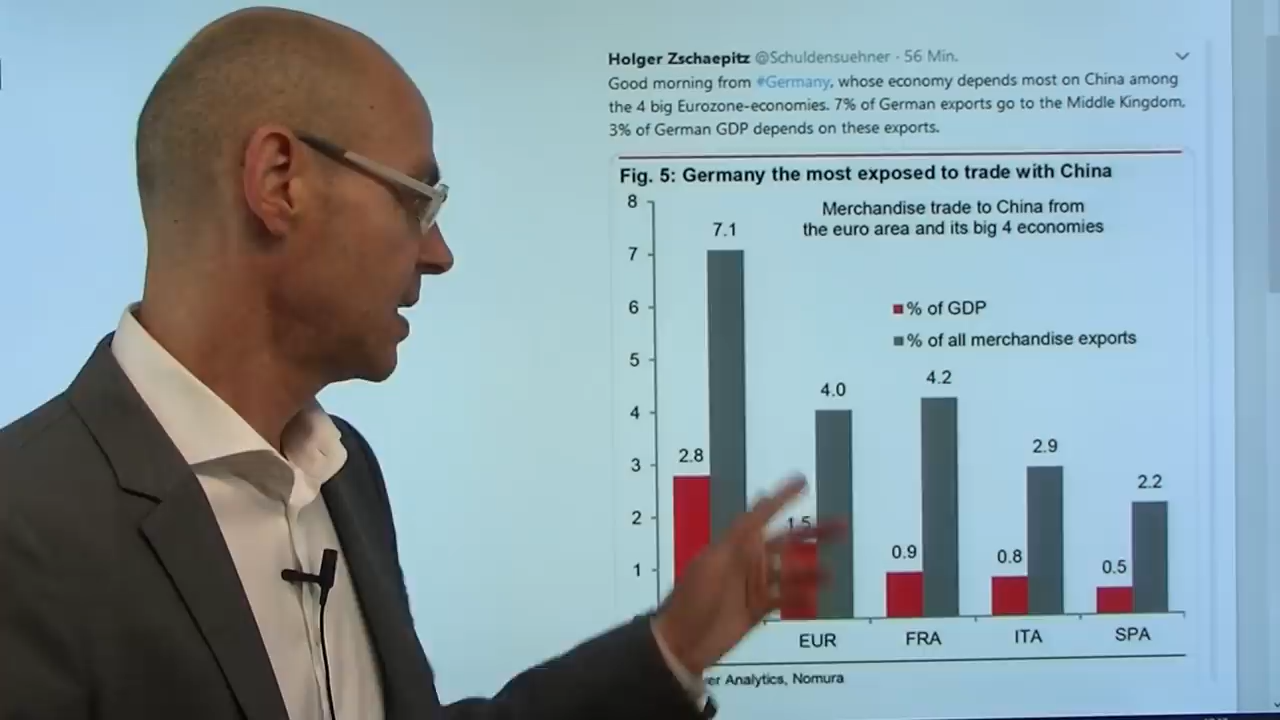 Holger Zschaepitz @Schuldensuehner · 56 Min.
Good morning from #Germany, whose economy depends most on China among
the 4 big Eurozone-economies. 7% of German exports go to the Middle Kingdom.
3% of German GDP depends on these exports.
Fig. 5: Germany the most exposed to trade with China
Merchandise trade to China from
the euro area and its big 4 economies
% of GDP
% of all merchandise exports
8
7
6
5
4
3
2
1
2.8
7.1
1.5
4.0
0.9
4.2
0.8
2.9
0.5
2.2
EUR
FRA
ITA
SPA
Analytics, Nomura